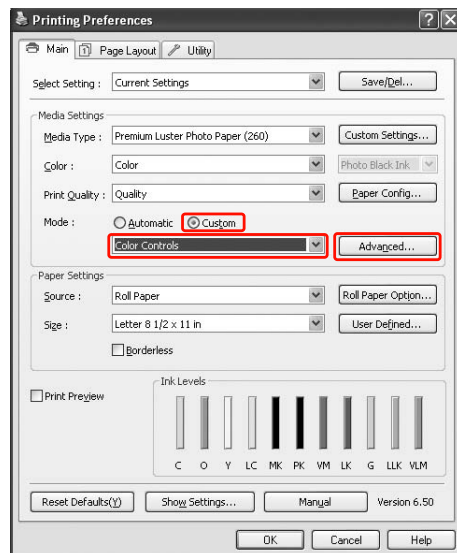 Printing Preferences
Main Page Layout Utility
Select Setting : Current Settings Save/Del...
Media Settings
Media Type : Premium Luster Photo Paper (260) Custom Settings...
Color : Color Photo Black Ink
Print Quality : Quality Paper Config...
Mode : Automatic Custom
Color Controls Advanced...
Paper Settings
Source : Roll Paper Roll Paper Option...
Size : Letter 8 1/2 x 11 in User Defined...
Borderless
Print Preview Ink Levels
C O Y LC MK PK VM LK G LLK VLM
Reset Defaults(Y) Show Settings... Manual Version 6.50
OK Cancel Help